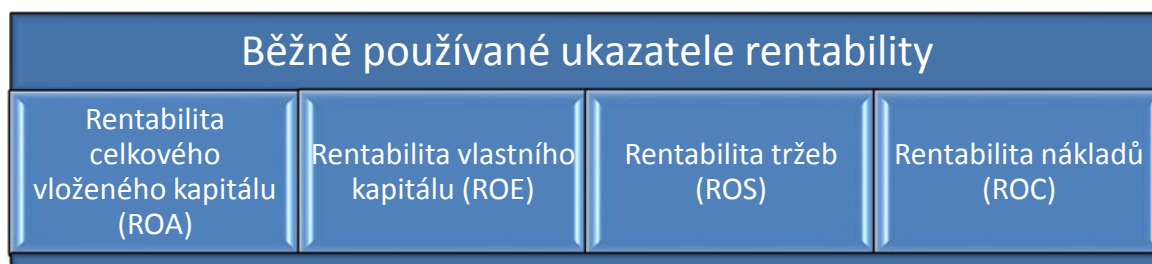 Běžně používané ukazatele rentability
Rentabilita
celkového
vloženého kapitálu
(ROA)
Rentabilita vlastního
kapitálu (ROE)
Rentabilita tržeb
(ROS)
Rentabilita nákladů
(ROC)